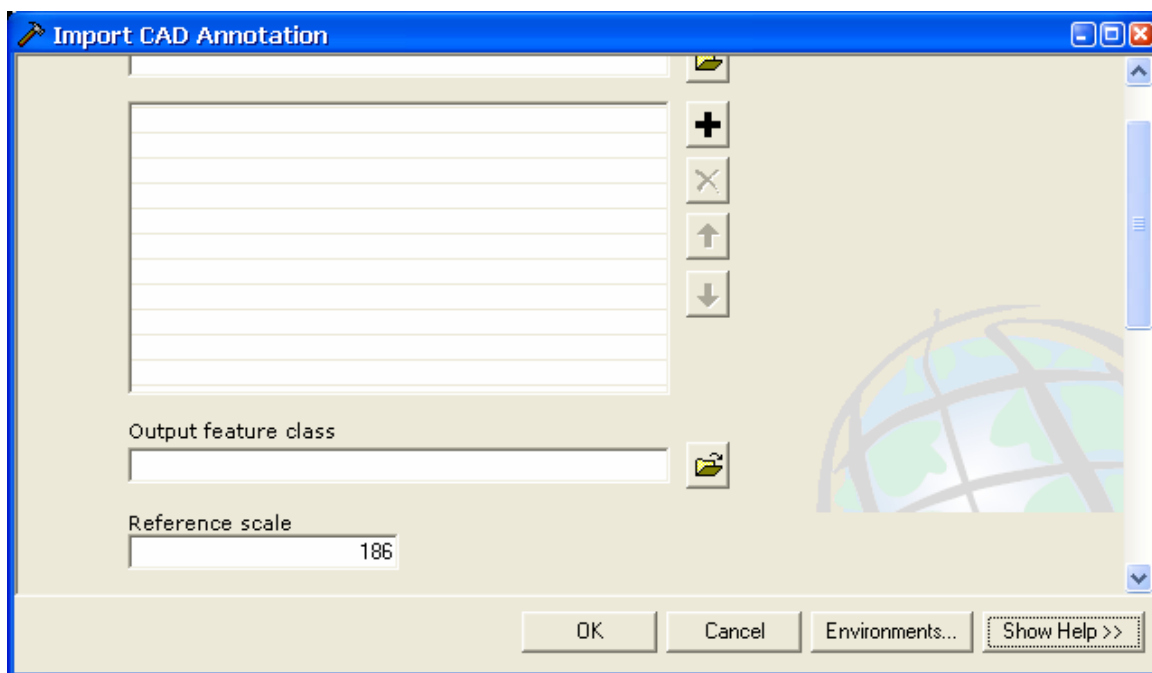 Import CAD Annotation
Output feature class
Reference scale
186
OK
Cancel
Environments...
Show Help >>